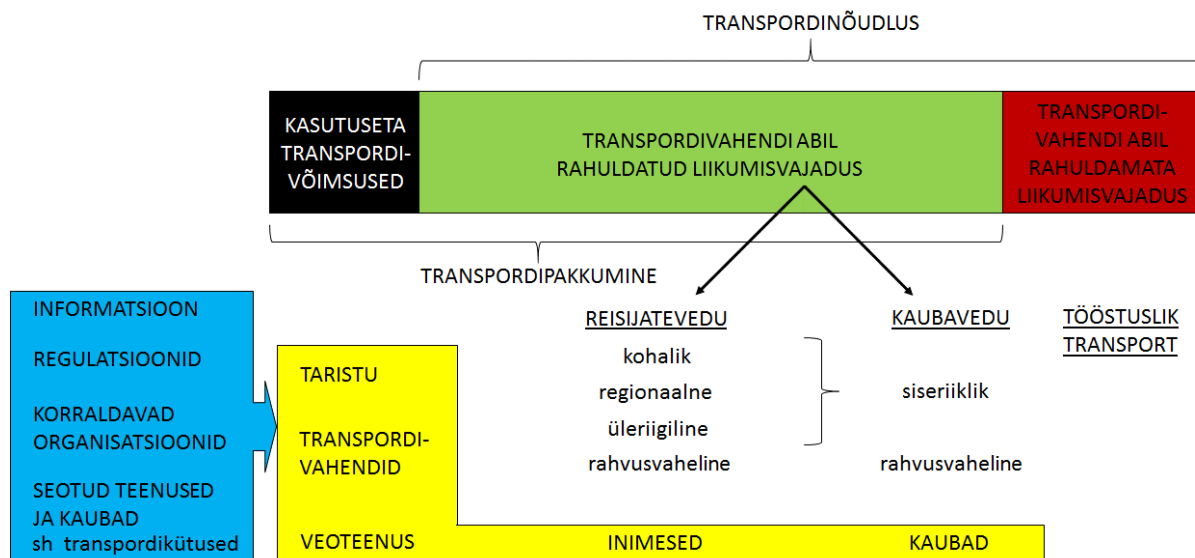 TRANSPORDINÕUDLUS
KASUTUSETA
TRANSPORDI-
VÕIMSUSED
TRANSPORDIVAHENDI ABIL
RAHULDATUD LIIKUMISVAJADUS
TRANSPORDI-
VAHENDI ABIL
RAHULDAMATA
LIIKUMISVAJADUS
TRANSPORDIPAKKUMINE
INFORMATSIOON
REGULATSIOONID
KORRALDAVAD
ORGANISATSIOONID
SEOTUD TEENUSED
JA KAUBAD
sh transpordikütused
TARISTU
TRANSPORDI-
VAHENDID
VEOTEENUS
REISIJATEVEDU
kohalik
regionaalne
üleriigiline
rahvusvaheline
INIMESED
KAUBAVEDU
siseriiklik
rahvusvaheline
KAUBAD
TÖÖSTUSLIK
TRANSPORT